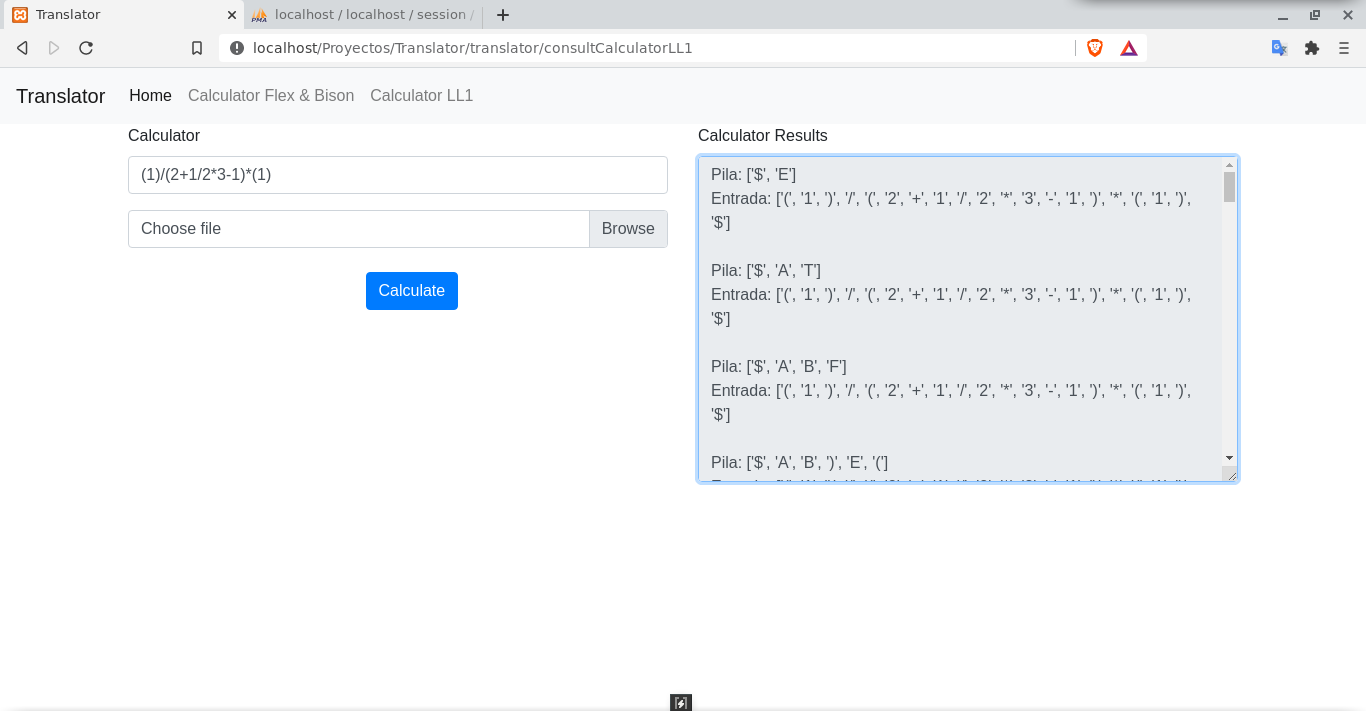 Translator
localhost / localhost / session /
localhost/Proyectos/Translator/translator/consultCalculatorLL1
Translator Home Calculator Flex & Bison Calculator LL1
Calculator
(1)/(2+1/2*3-1)*(1)
Choose file Browse
Calculate
Calculator Results
Pila: ['$', 'E']
Entrada: ['(', '1', ')', '/', '(', '2', '+', '1', '/', '2', '*', '3', '-', '1', ')', '*', '(', '1', ')',
'$']
Pila: ['$', 'A', 'T']
Entrada: ['(', '1', ')', '/', '(', '2', '+', '1', '/', '2', '*', '3', '-', '1', ')', '*', '(', '1', ')',
'$']
Pila: ['$', 'A', 'B', 'F']
Entrada: ['(', '1', ')', '/', '(', '2', '+', '1', '/', '2', '*', '3', '-', '1', ')', '*', '(', '1', ')',
'$']
Pila: ['$', 'A', 'B', ')', 'E', '(']